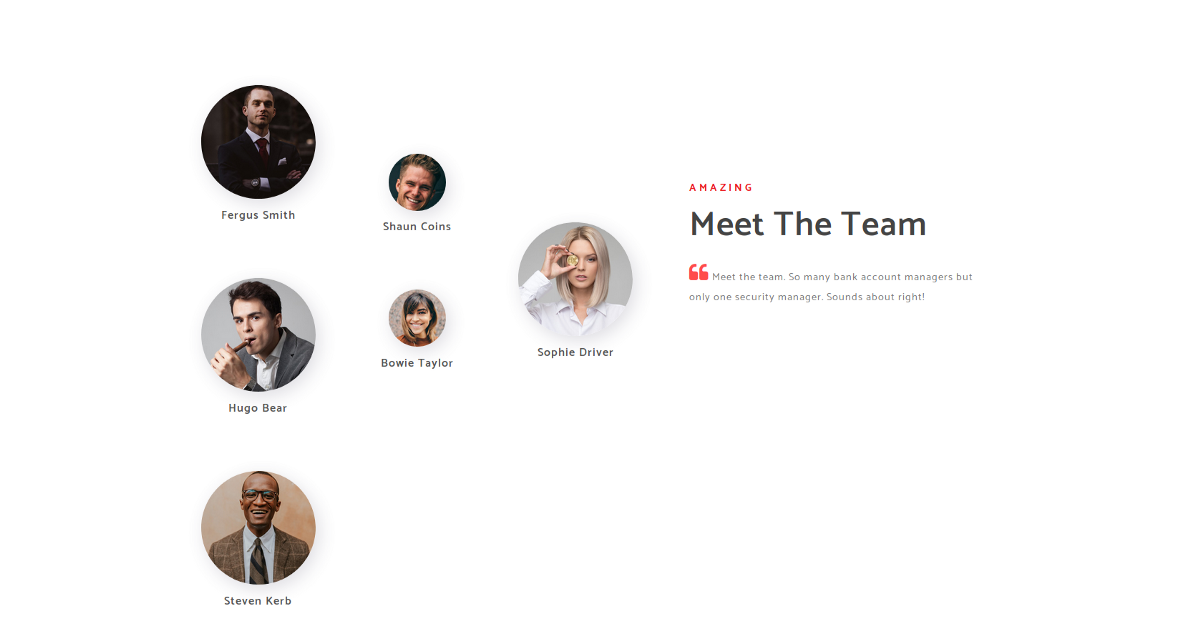 Fergus Smith
Shaun Coins
Sophie Driver
Hugo Bear
Bowie Taylor
Steven Kerb
AMAZING
Meet The Team
Meet the team. So many bank account managers but
only one security manager. Sounds about right!